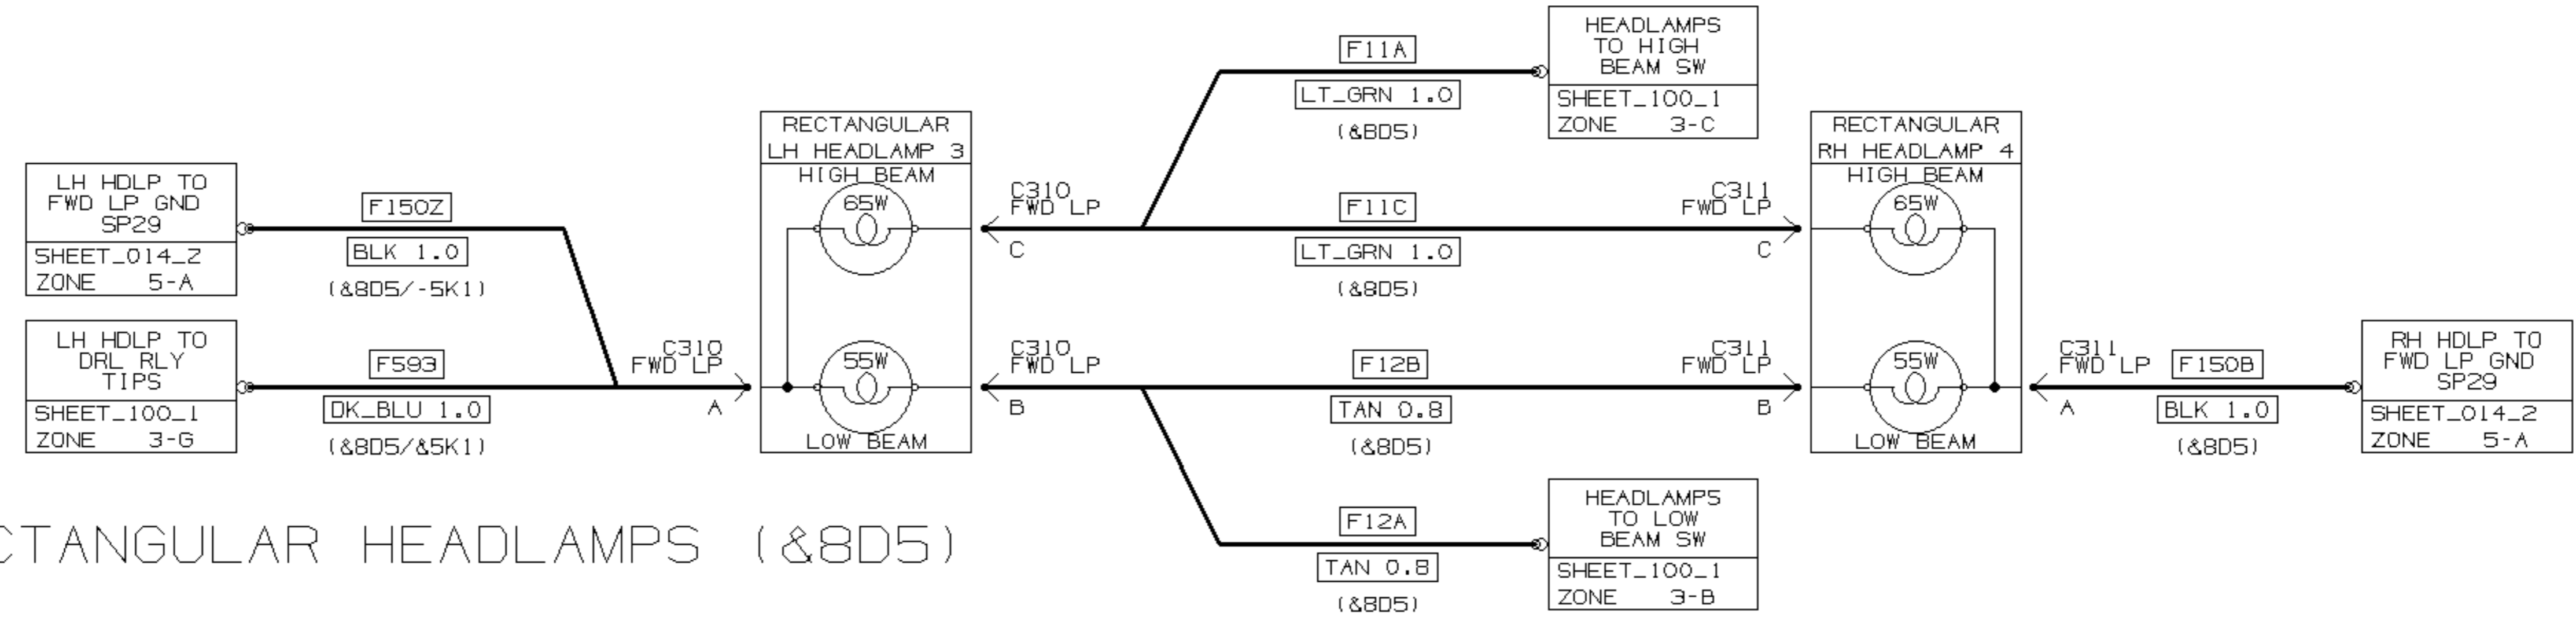 HEADLAMPS
TO HIGH
BEAM SW
SHEET_100_1
ZONE 3-C
F11A
LT_GRN 1.0
(&8D5)
RECTANGULAR
LH HEADLAMP 3
HIGH BEAM
65W
55W
LOW BEAM
RECTANGULAR
RH HEADLAMP 4
HIGH BEAM
65W
55W
LOW BEAM
LH HDLP TO
FWD LP GND
SP29
SHEET_014_2
ZONE 5-A
F150Z
BLK 1.0
(&8D5/-5K1)
C310
FWD LP
C
F11C
LT_GRN 1.0
(&8D5)
C311
FWD LP
C
LH HDLP TO
DRL RLY
TIPS
SHEET_100_1
ZONE 3-G
F593
DK_BLU 1.0
(&8D5/&5K1)
C310
FWD LP
A
C310
FWD LP
B
F12B
TAN 0.8
(&8D5)
C311
FWD LP
B
C311
FWD LP
A
F150B
BLK 1.0
(&8D5)
RH HDLP TO
FWD LP GND
SP29
SHEET_014_2
ZONE 5-A
F12A
TAN 0.8
(&8D5)
HEADLAMPS
TO LOW
BEAM SW
SHEET_100_1
ZONE 3-B
CTANGULAR HEADLAMPS (&8D5)